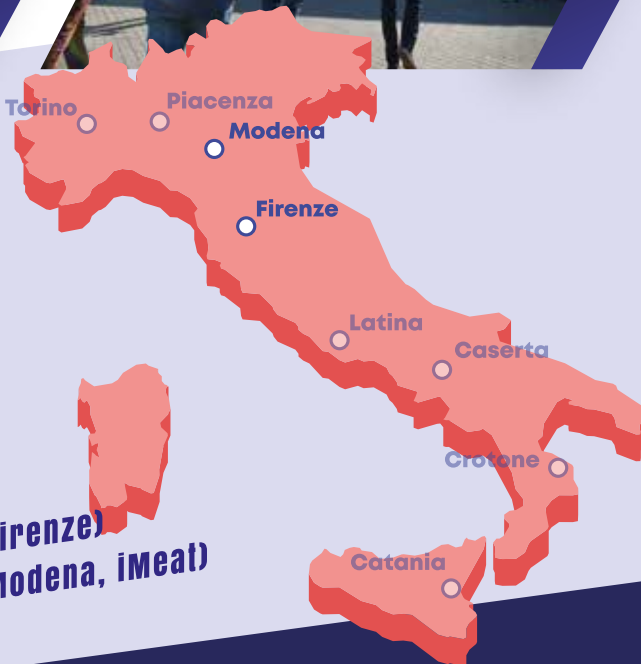 Torino
Piacenza
Modena
Firenze
Latina
Caserta
Crotone
Catania
irenze)
Modena, iMeat)